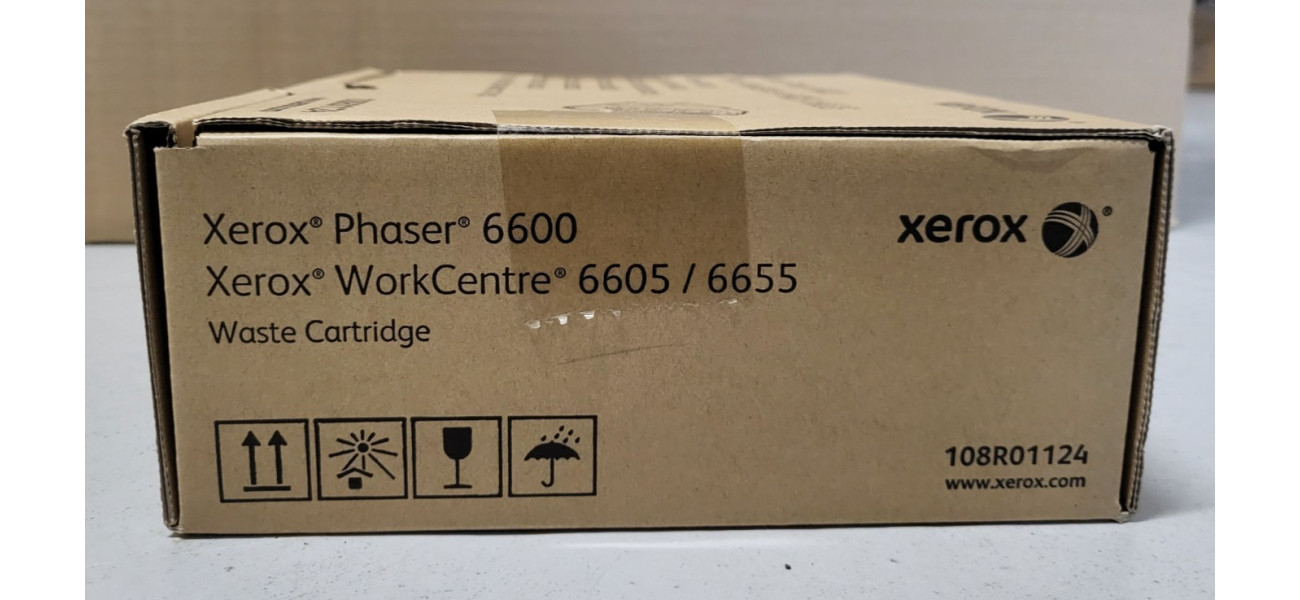 Xerox® Phaser® 6600
Xerox® WorkCentre® 6605 / 6655
Waste Cartridge
xerox ®
108R01124
www.xerox.com